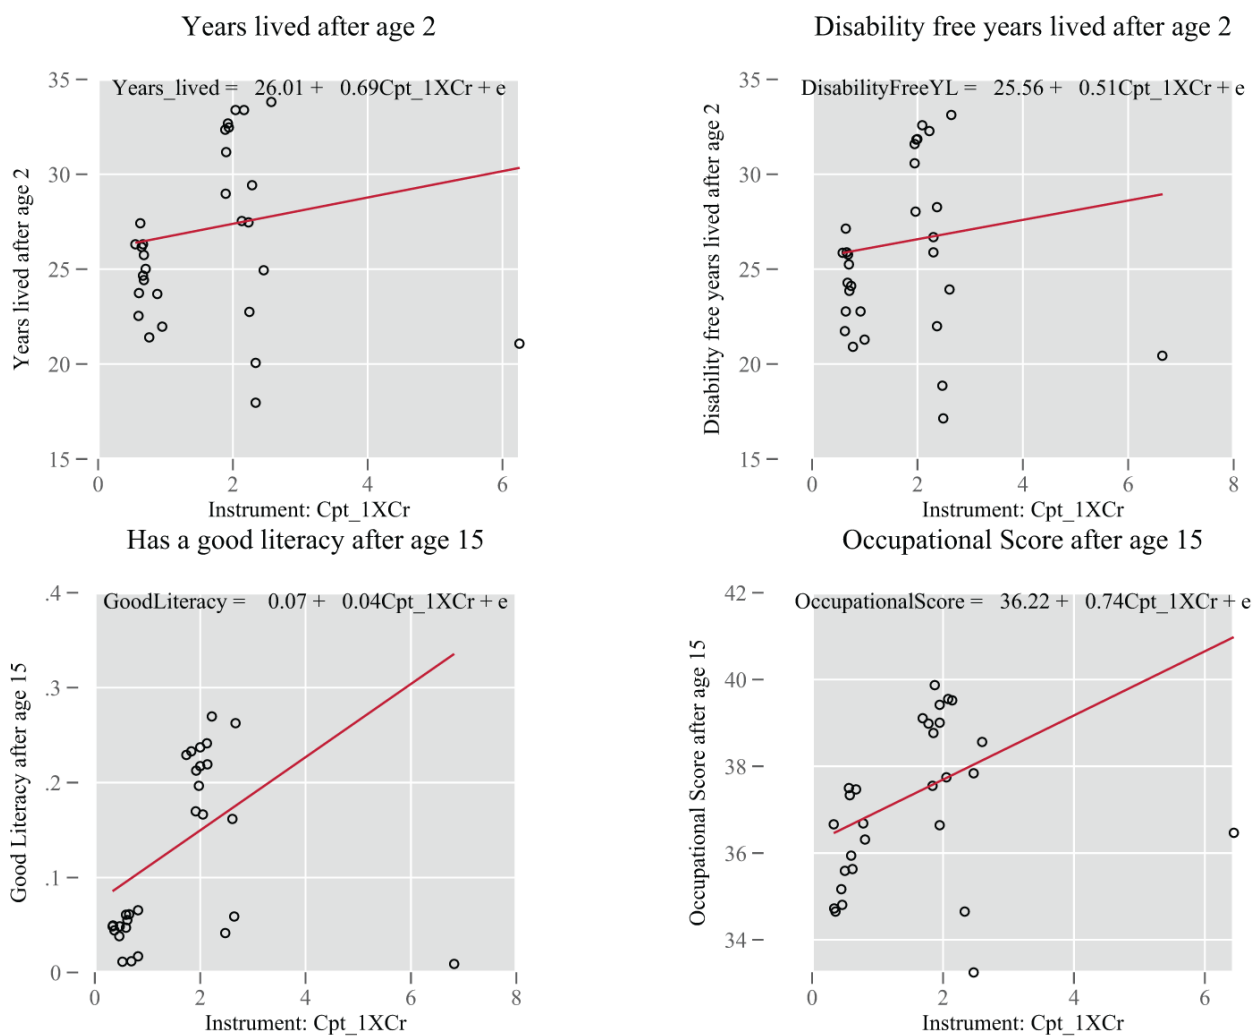 Years lived after age 2
Years_lived = 26.01 + 0.69Cpt_1XCr + e
Years lived after age 2
35
30
25
20
15
0 2 4 6
Instrument: Cpt_1XCr
Disability free years lived after age 2
DisabilityFreeYL = 25.56 + 0.51Cpt_1XCr + e
Disability free years lived after age 2
35
30
25
20
15
0 2 4 6 8
Instrument: Cpt_1XCr
Has a good literacy after age 15
GoodLiteracy = 0.07 + 0.04Cpt_1XCr + e
Good Literacy after age 15
.4
.3
.2
.1
0
0 2 4 6 8
Instrument: Cpt_1XCr
Occupational Score after age 15
OccupationalScore = 36.22 + 0.74Cpt_1XCr + e
Occupational Score after age 15
42
40
38
36
34
0 2 4 6
Instrument: Cpt_1XCr